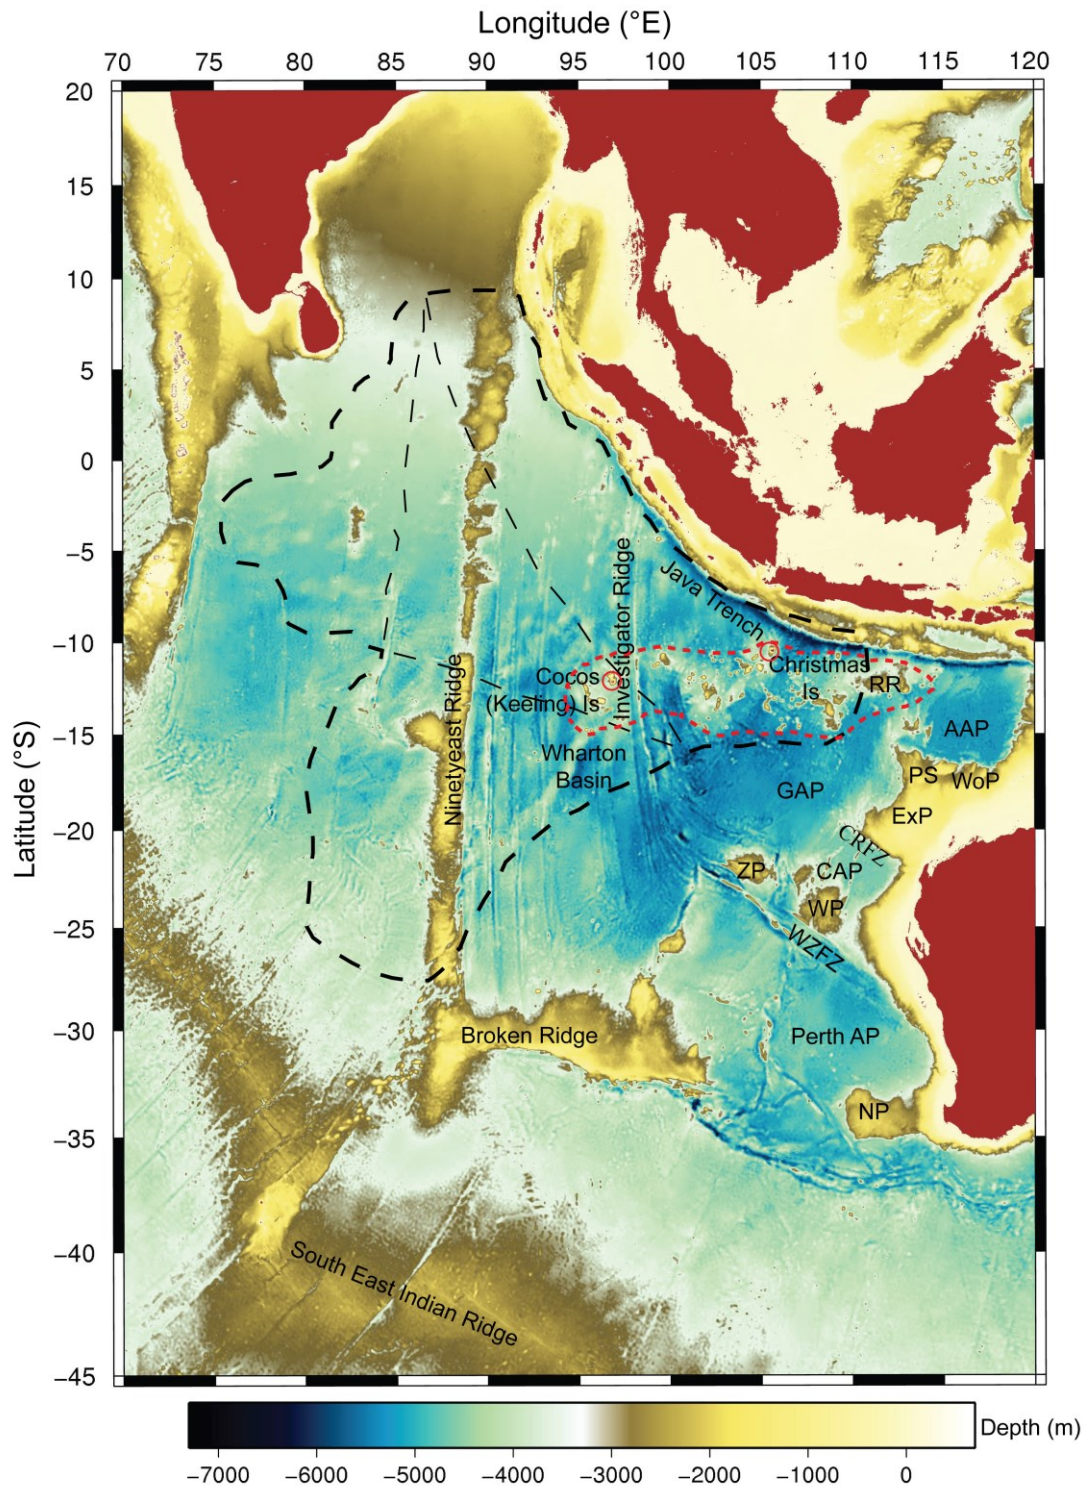 Longitude (°E)
70 75 80 85 90 95 100 105 110 115 120
20
15
10
5
0
−5
−10
−15
−20
−25
−30
−35
−40
−45
Latitude (°S)
Java Trench
Investigator Ridge
Ninetyeast Ridge
Cocos
(Keeling) Is
Christmas
Is
RR
AAP
Wharton
Basin
GAP
PS
WoP
ExP
CRFZ
ZP
CAP
WP
WZFZ
Broken Ridge
Perth AP
NP
South East Indian Ridge
Depth (m)
−7000 −6000 −5000 −4000 −3000 −2000 −1000 0